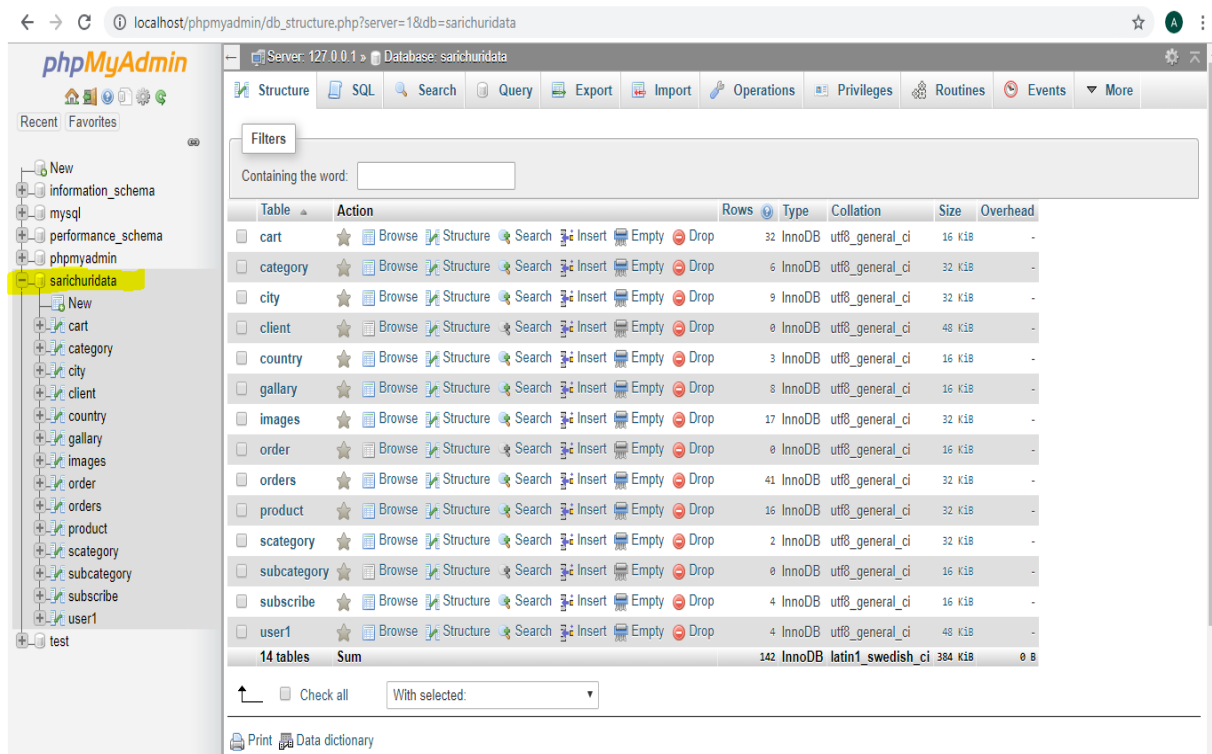 localhost/phpmyadmin/db_structure.php?server=1&db=sarichuridata
A
phpMyAdmin
Recent Favorites
New
information_schema
mysql
performance_schema
phpmyadmin
sarichuridata
New
cart
category
city
client
country
gallary
images
order
orders
product
scategory
subcategory
subscribe
user1
test
Server: 127.0.0.1 » Database: sarichuridata
Structure SQL Search Query Export Import Operations Privileges Routines Events More
Filters
Containing the word:
Table Action Rows Type Collation Size Overhead
cart Browse Structure Search Insert Empty Drop 32 InnoDB utf8_general_ci 16 KiB -
category Browse Structure Search Insert Empty Drop 6 InnoDB utf8_general_ci 32 KiB -
city Browse Structure Search Insert Empty Drop 9 InnoDB utf8_general_ci 32 KiB -
client Browse Structure Search Insert Empty Drop 0 InnoDB utf8_general_ci 48 KiB -
country Browse Structure Search Insert Empty Drop 3 InnoDB utf8_general_ci 16 KiB -
gallary Browse Structure Search Insert Empty Drop 8 InnoDB utf8_general_ci 16 KiB -
images Browse Structure Search Insert Empty Drop 17 InnoDB utf8_general_ci 32 KiB -
order Browse Structure Search Insert Empty Drop 0 InnoDB utf8_general_ci 16 KiB -
orders Browse Structure Search Insert Empty Drop 41 InnoDB utf8_general_ci 32 KiB -
product Browse Structure Search Insert Empty Drop 16 InnoDB utf8_general_ci 32 KiB -
scategory Browse Structure Search Insert Empty Drop 2 InnoDB utf8_general_ci 32 KiB -
subcategory Browse Structure Search Insert Empty Drop 0 InnoDB utf8_general_ci 16 KiB -
subscribe Browse Structure Search Insert Empty Drop 4 InnoDB utf8_general_ci 16 KiB -
user1 Browse Structure Search Insert Empty Drop 4 InnoDB utf8_general_ci 48 KiB -
14 tables Sum 142 InnoDB latin1_swedish_ci 384 KiB 0 B
Check all With selected:
Print Data dictionary